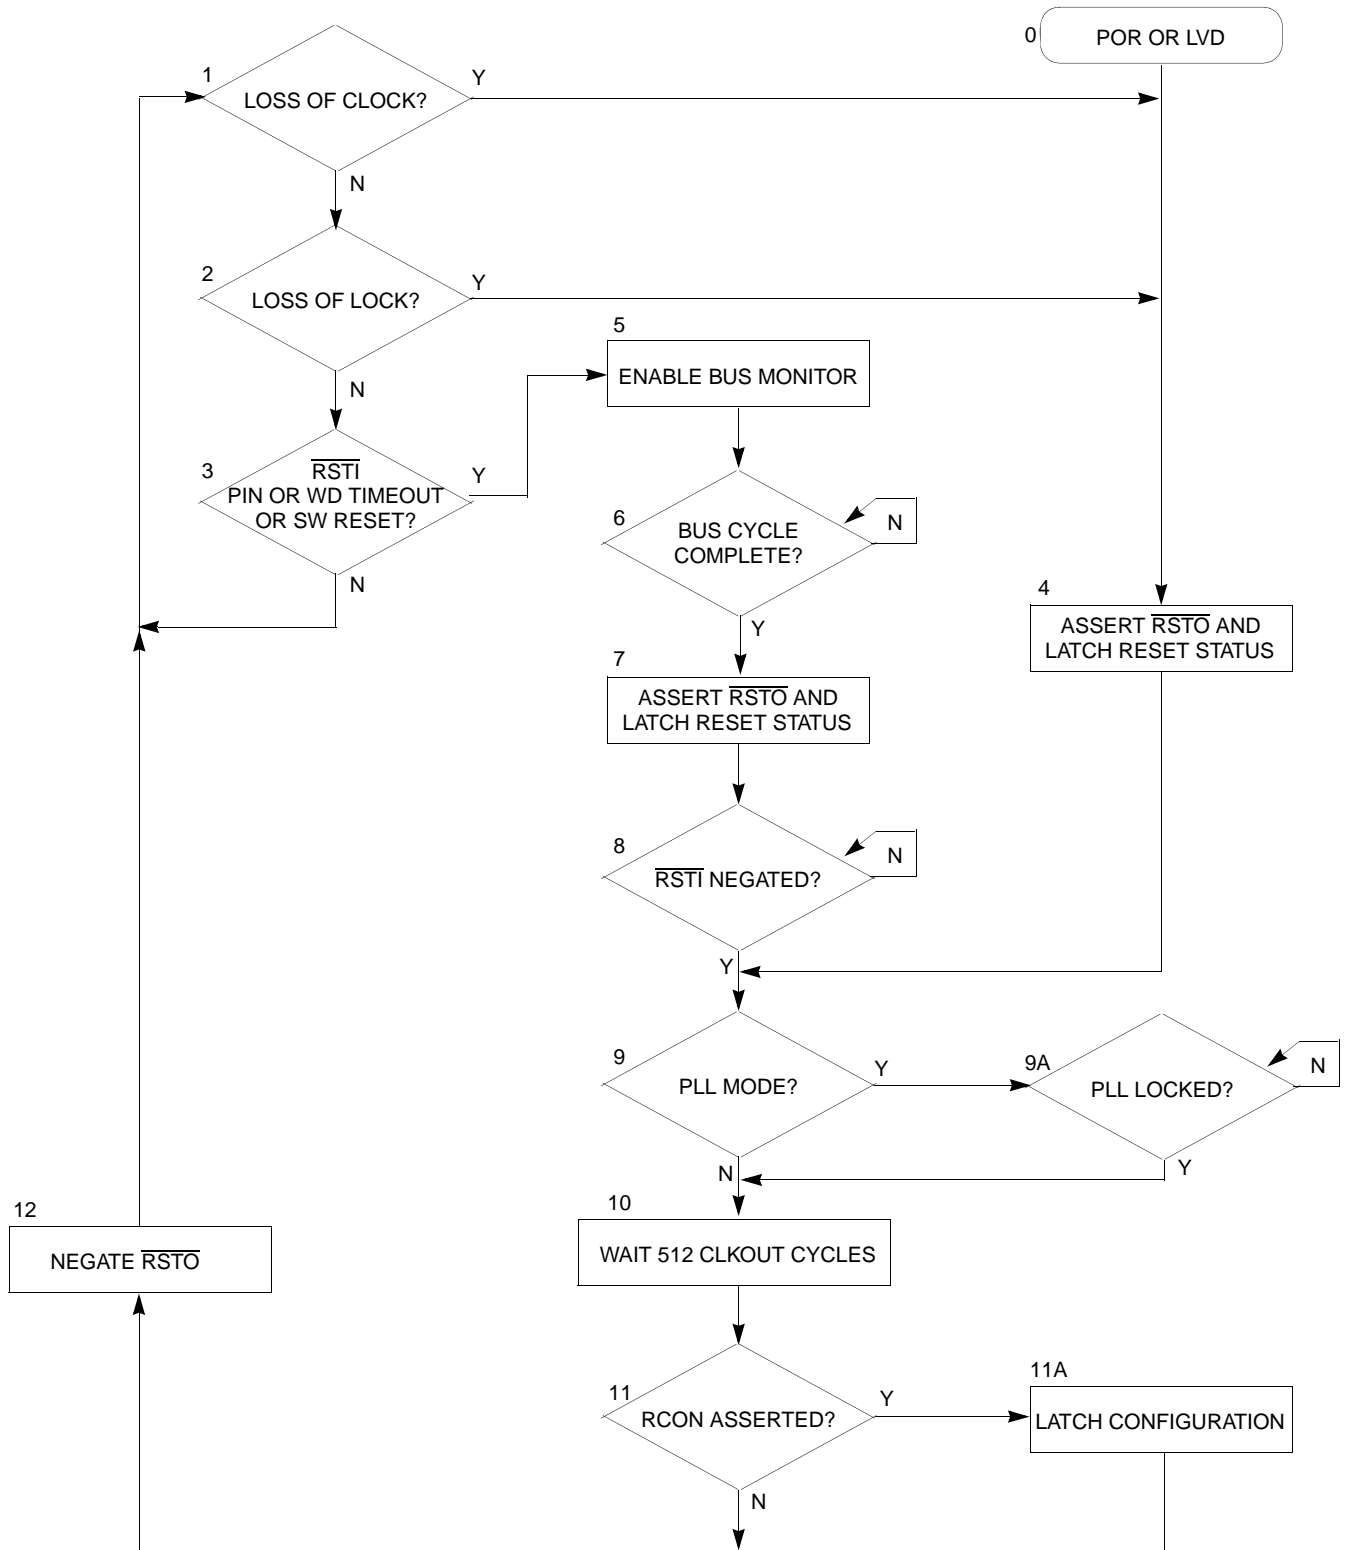 0
POR OR LVD
1
LOSS OF CLOCK?
Y
N
2
LOSS OF LOCK?
Y
N
5
ENABLE BUS MONITOR
3
RSTI
PIN OR WD TIMEOUT
OR SW RESET?
Y
N
6
BUS CYCLE
COMPLETE?
N
Y
4
ASSERT RSTO AND
LATCH RESET STATUS
7
ASSERT RSTO AND
LATCH RESET STATUS
8
RSTI NEGATED?
N
Y
9
PLL MODE?
Y
N
9A
PLL LOCKED?
N
Y
10
WAIT 512 CLKOUT CYCLES
12
NEGATE RSTO
11
RCON ASSERTED?
Y
N
11A
LATCH CONFIGURATION